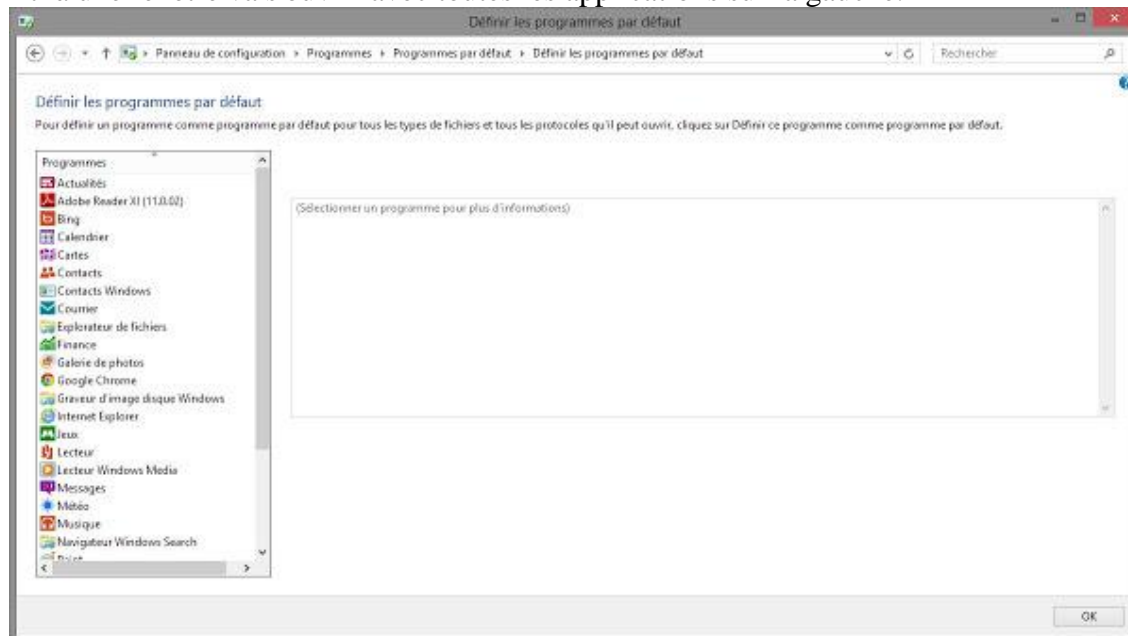 Définir les programmes par défaut
Panneau de configuration Programmes Programmes par défaut Définir les programmes par défaut
Rechercher
Définir les programmes par défaut
Pour définir un programme comme programme par défaut pour tous les types de fichiers et tous les protocoles qu'il peut ouvrir, cliquez sur Définir ce programme comme programme par défaut.
Programmes
Actualités
Adobe Reader XI (11.0.02)
Bing
Calendrier
Cartes
Contacts
Contacts Windows
Courrier
Explorateur de fichiers
Finance
Galerie de photos
Google Chrome
Graveur d'image disque Windows
Internet Explorer
Jeux
Lecteur
Lecteur Windows Media
Messages
Météo
Musique
Navigateur Windows Search
(Sélectionner un programme pour plus d'informations)
OK